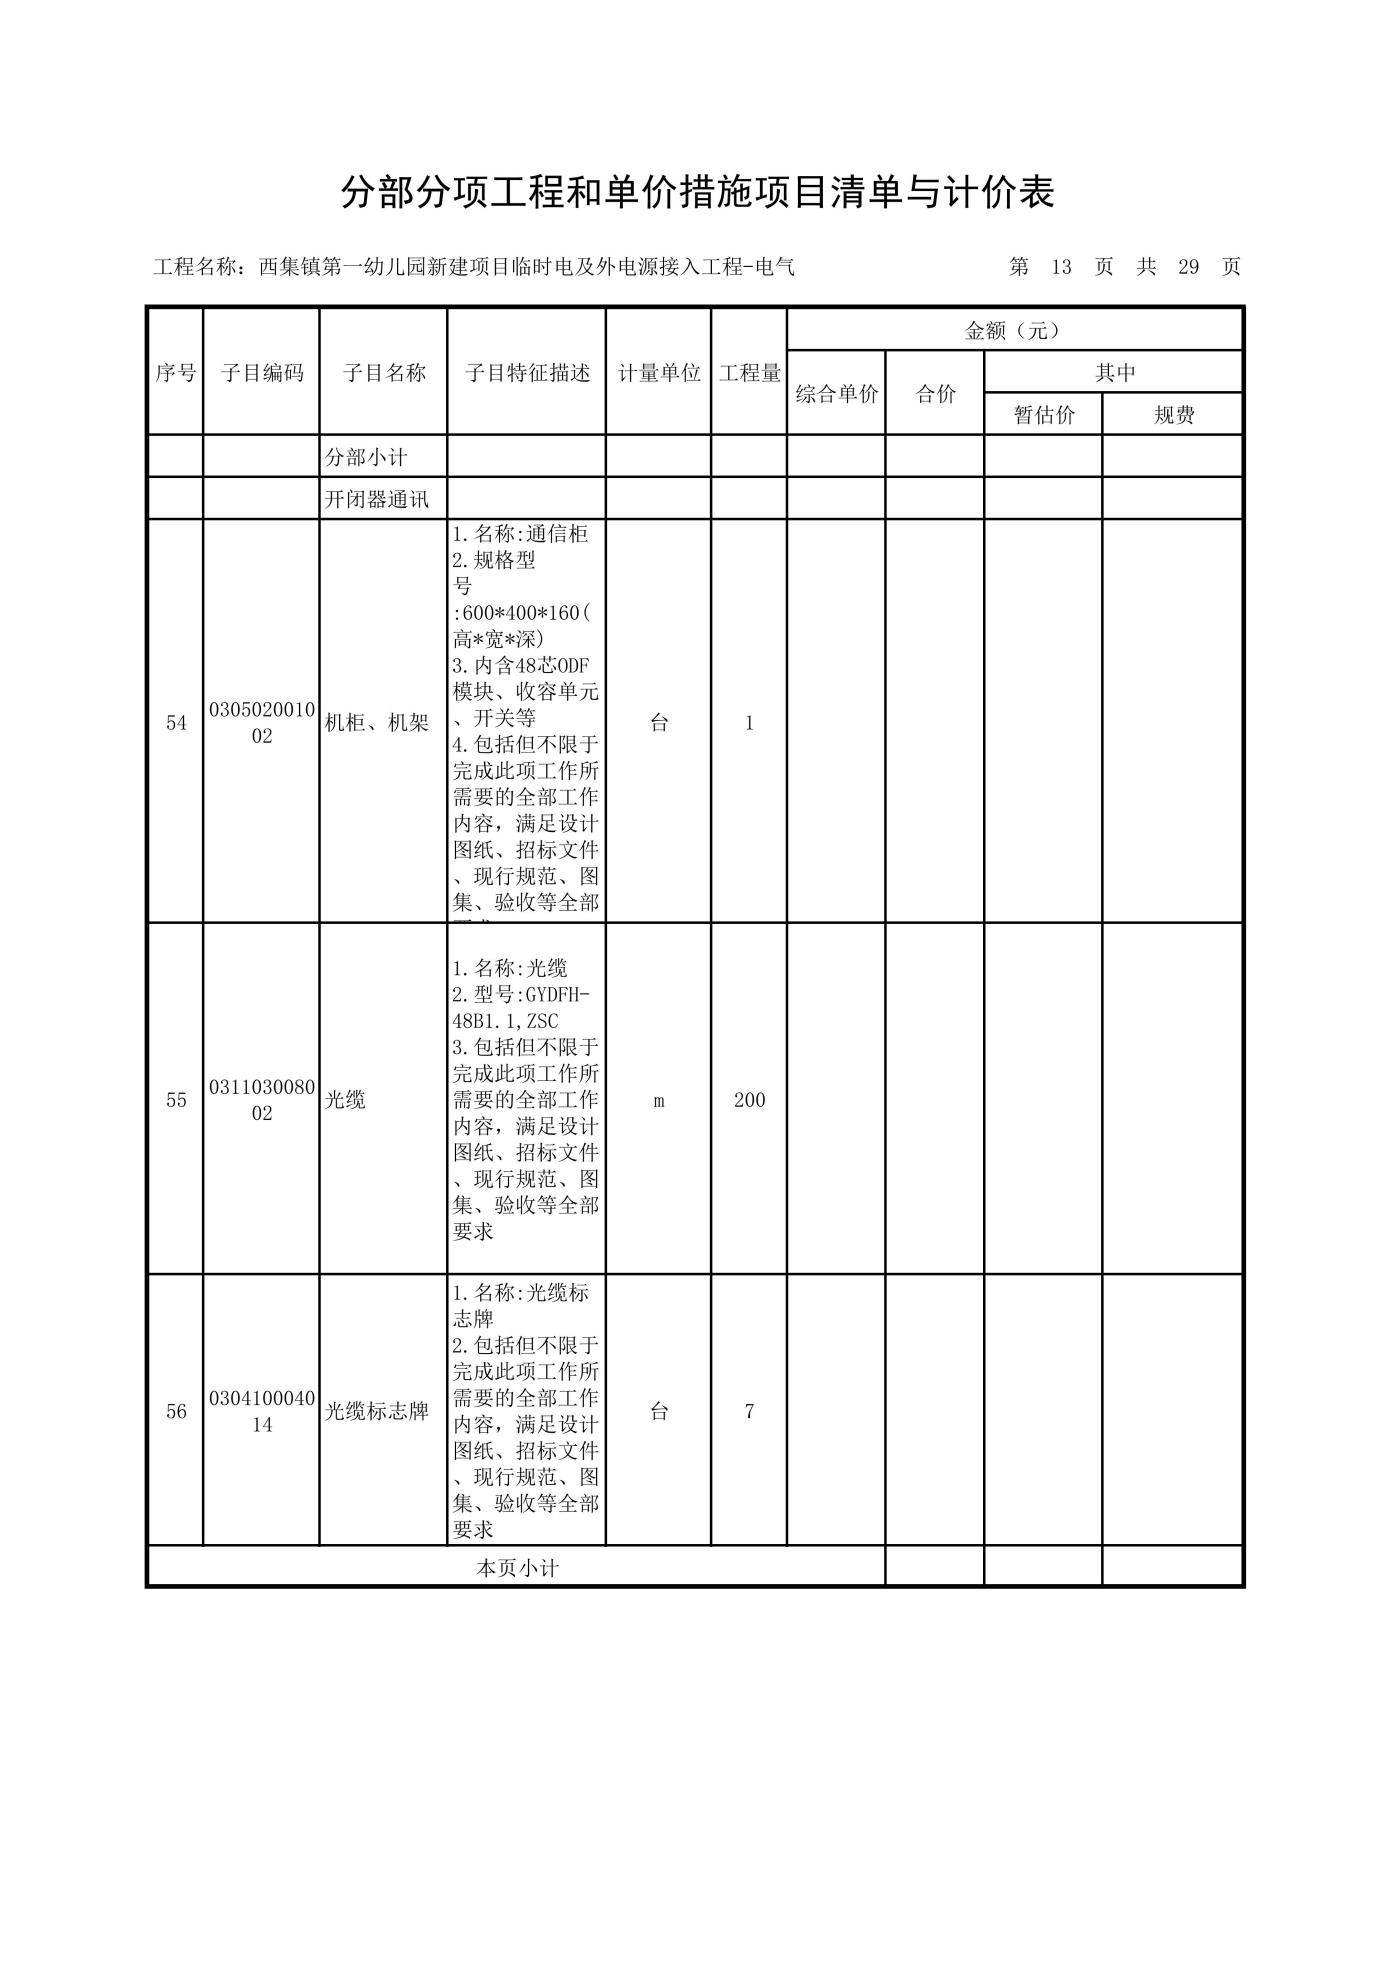 分部分项工程和单价措施项目清单与计价表
工程名称：西集镇第一幼儿园新建项目临时电及外电源接入工程-电气
第 13 页 共 29 页
序号
子目编码
子目名称
子目特征描述
计量单位
工程量
金额（元）
综合单价
合价
其中
暂估价
规费
分部小计
开闭器通讯
54
0305020010
02
机柜、机架
1.名称:通信柜
2.规格型
号
:600*400*160(
高*宽*深)
3.内含48芯ODF
模块、收容单元
、开关等
4.包括但不限于
完成此项工作所
需要的全部工作
内容，满足设计
图纸、招标文件
、现行规范、图
集、验收等全部
台
1
55
0311030080
02
光缆
1.名称:光缆
2.型号:GYDFH-
48B1.1,ZSC
3.包括但不限于
完成此项工作所
需要的全部工作
内容，满足设计
图纸、招标文件
、现行规范、图
集、验收等全部
要求
m
200
56
0304100040
14
光缆标志牌
1.名称:光缆标
志牌
2.包括但不限于
完成此项工作所
需要的全部工作
内容，满足设计
图纸、招标文件
、现行规范、图
集、验收等全部
要求
台
7
本页小计